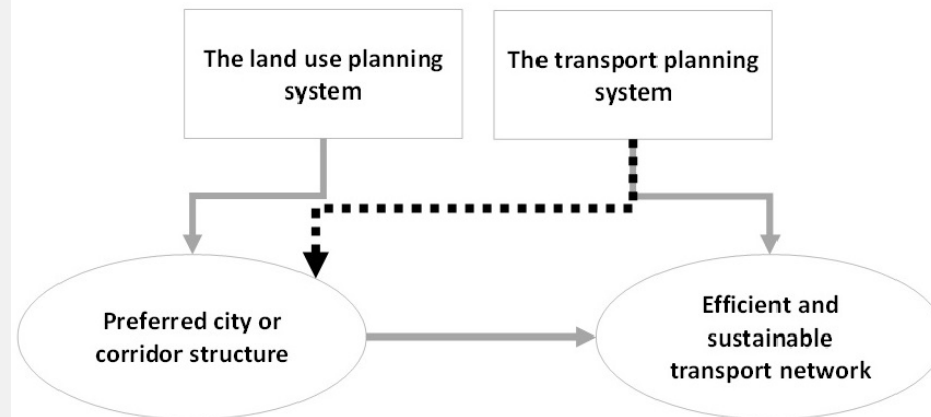 The land use planning
system
The transport planning
system
Preferred city or
corridor structure
Efficient and
sustainable
transport network